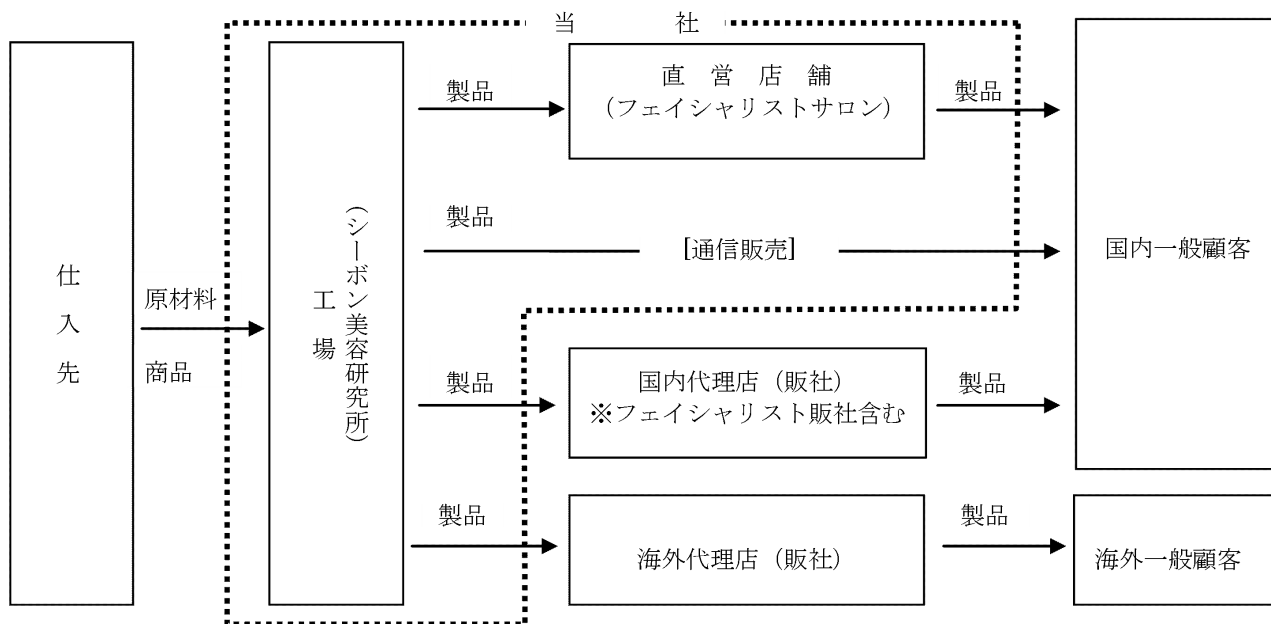 当 社
仕入先
原材料
商品
工場
(シーボン美容研究所)
製品
直営店舗
(フェイシャリストサロン)
製品
製品
[通信販売]
国内一般顧客
製品
国内代理店(販社)
※フェイシャリスト販社含む
製品
製品
海外代理店(販社)
製品
海外一般顧客